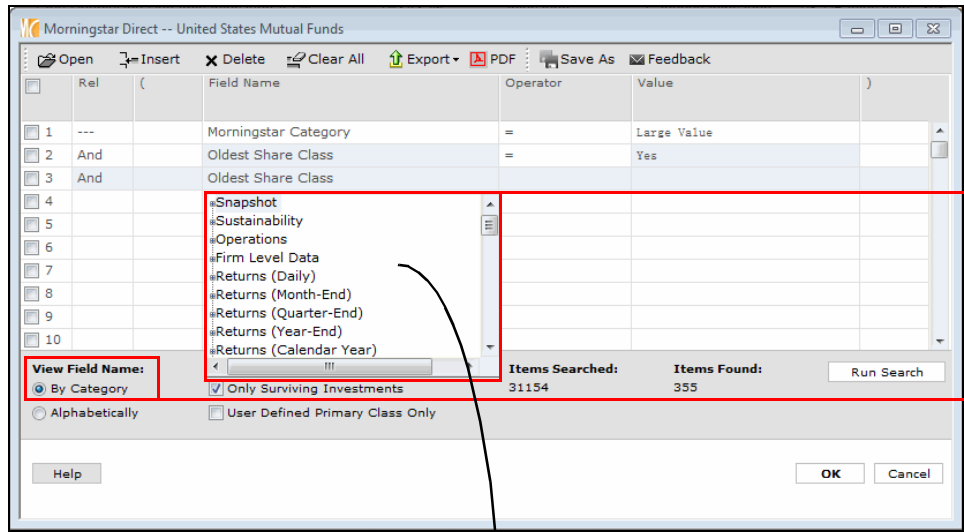 Morningstar Direct -- United States Mutual Funds
Open Insert Delete Clear All Export PDF Save As Feedback
Rel ( Field Name Operator Value )
1 --- Morningstar Category = Large Value
2 And Oldest Share Class = Yes
3 And Oldest Share Class
4 Snapshot
5 Sustainability
6 Operations
Firm Level Data
7 Returns (Daily)
8 Returns (Month-End)
9 Returns (Quarter-End)
10 Returns (Year-End)
Returns (Calendar Year)
View Field Name: Items Searched: Items Found: Run Search
By Category Only Surviving Investments 31154 355
Alphabetically User Defined Primary Class Only
Help OK Cancel